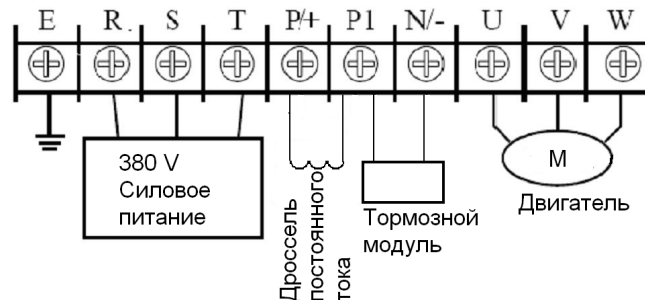 E R S T P/+ P1 N/- U V W
380 V
Силовое
питание
Дроссель
постоянного
тока
Тормозной
модуль
M
Двигатель